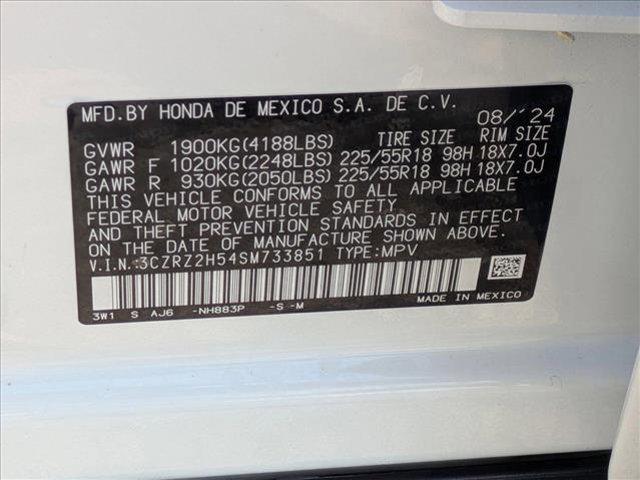 MFD.BY HONDA DE MEXICO S.A. DE C.V. 08/'24
TIRE SIZE RIM SIZE
GVWR 1900KG(4188LBS)
GAWR F 1020KG(2248LBS) 225/55R18 98H 18X7.0J
GAWR R 930KG(2050LBS) 225/55R18 98H 18X7.0J
THIS VEHICLE CONFORMS TO ALL APPLICABLE
FEDERAL MOTOR VEHICLE SAFETY
AND THEFT PREVENTION STANDARDS IN EFFECT
ON THE DATE OF MANUFACTURE SHOWN ABOVE.
V.I.N.:3CZRZ2H54SM733851 TYPE:MPV
3W1 S AJ6 -NH883P -S -M MADE IN MEXICO